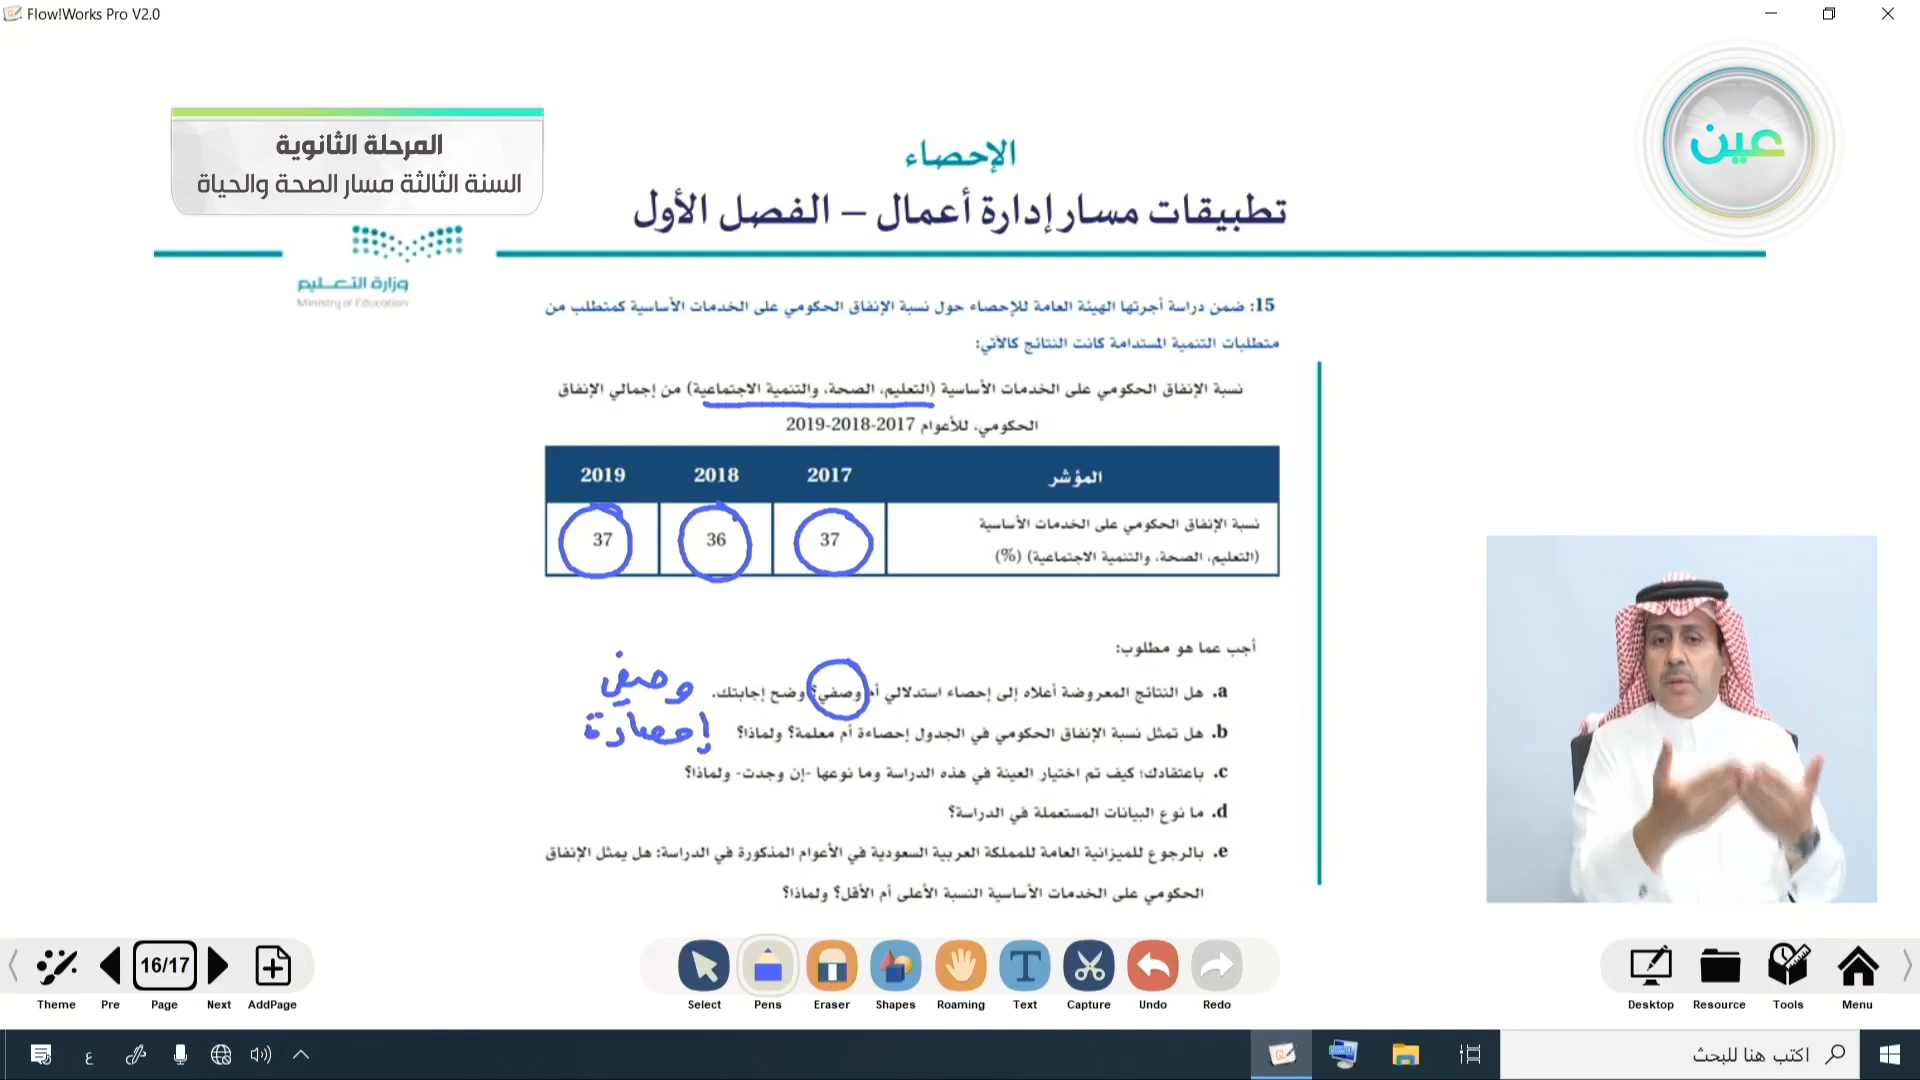 Flow!Works Pro V2.0
المرحلة الثانوية
السنة الثالثة مسار الصحة والحياة
عين
الإحصاء
تطبيقات مسار إدارة أعمال – الفصل الأول
وزارة التعليم
Ministry of Education
15: ضمن دراسة أجرتها الهيئة العامة للإحصاء حول نسبة الإنفاق الحكومي على الخدمات الأساسية كمتطلب من
متطلبات التنمية المستدامة كانت النتائج كالآتي:
نسبة الإنفاق الحكومي على الخدمات الأساسية (التعليم، الصحة، والتنمية الاجتماعية) من إجمالي الإنفاق
الحكومي، للأعوام 2017-2018-2019
المؤشر 2017 2018 2019
نسبة الإنفاق الحكومي على الخدمات الأساسية
(التعليم، الصحة، والتنمية الاجتماعية) (%) 37 36 37
أجب عما هو مطلوب:
a. هل النتائج المعروضة أعلاه إلى إحصاء استدلالي أم وصفي؟ وضح إجابتك.
وصفي
b. هل تمثل نسبة الإنفاق الحكومي في الجدول إحصاءة أم معلمة؟ ولماذا؟
إحصاءة
c. باعتقادك؛ كيف تم اختيار العينة في هذه الدراسة وما نوعها -إن وجدت- ولماذا؟
d. ما نوع البيانات المستعملة في الدراسة؟
e. بالرجوع للميزانية العامة للمملكة العربية السعودية في الأعوام المذكورة في الدراسة: هل يمثل الإنفاق
الحكومي على الخدمات الأساسية النسبة الأعلى أم الأقل؟ ولماذا؟
16/17
Theme Pre Page Next AddPage
Select Pens Eraser Shapes Roaming Text Capture Undo Redo
Desktop Resource Tools Menu
ع
اكتب هنا للبحث